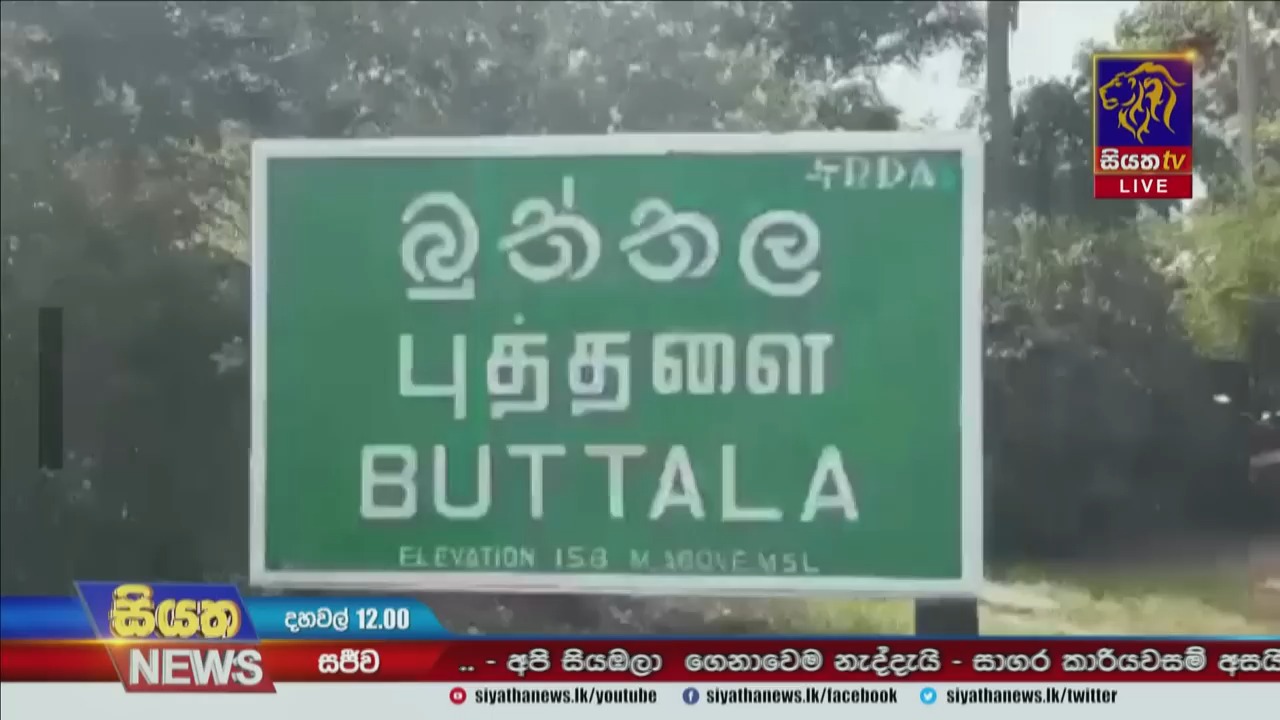 RDA
බුත්තල
புத்தளை
BUTTALA
ELEVATION 158 M ABOVE MSL
සියත tv
LIVE
සියත
NEWS
දහවල් 12.00
සජීව
.. - අපි සියඹලා ගෙනාවෙම නැද්දැයි - සාගර කාරියවසම් අසයි
siyathanews.lk/youtube
siyathanews.lk/facebook
siyathanews.lk/twitter